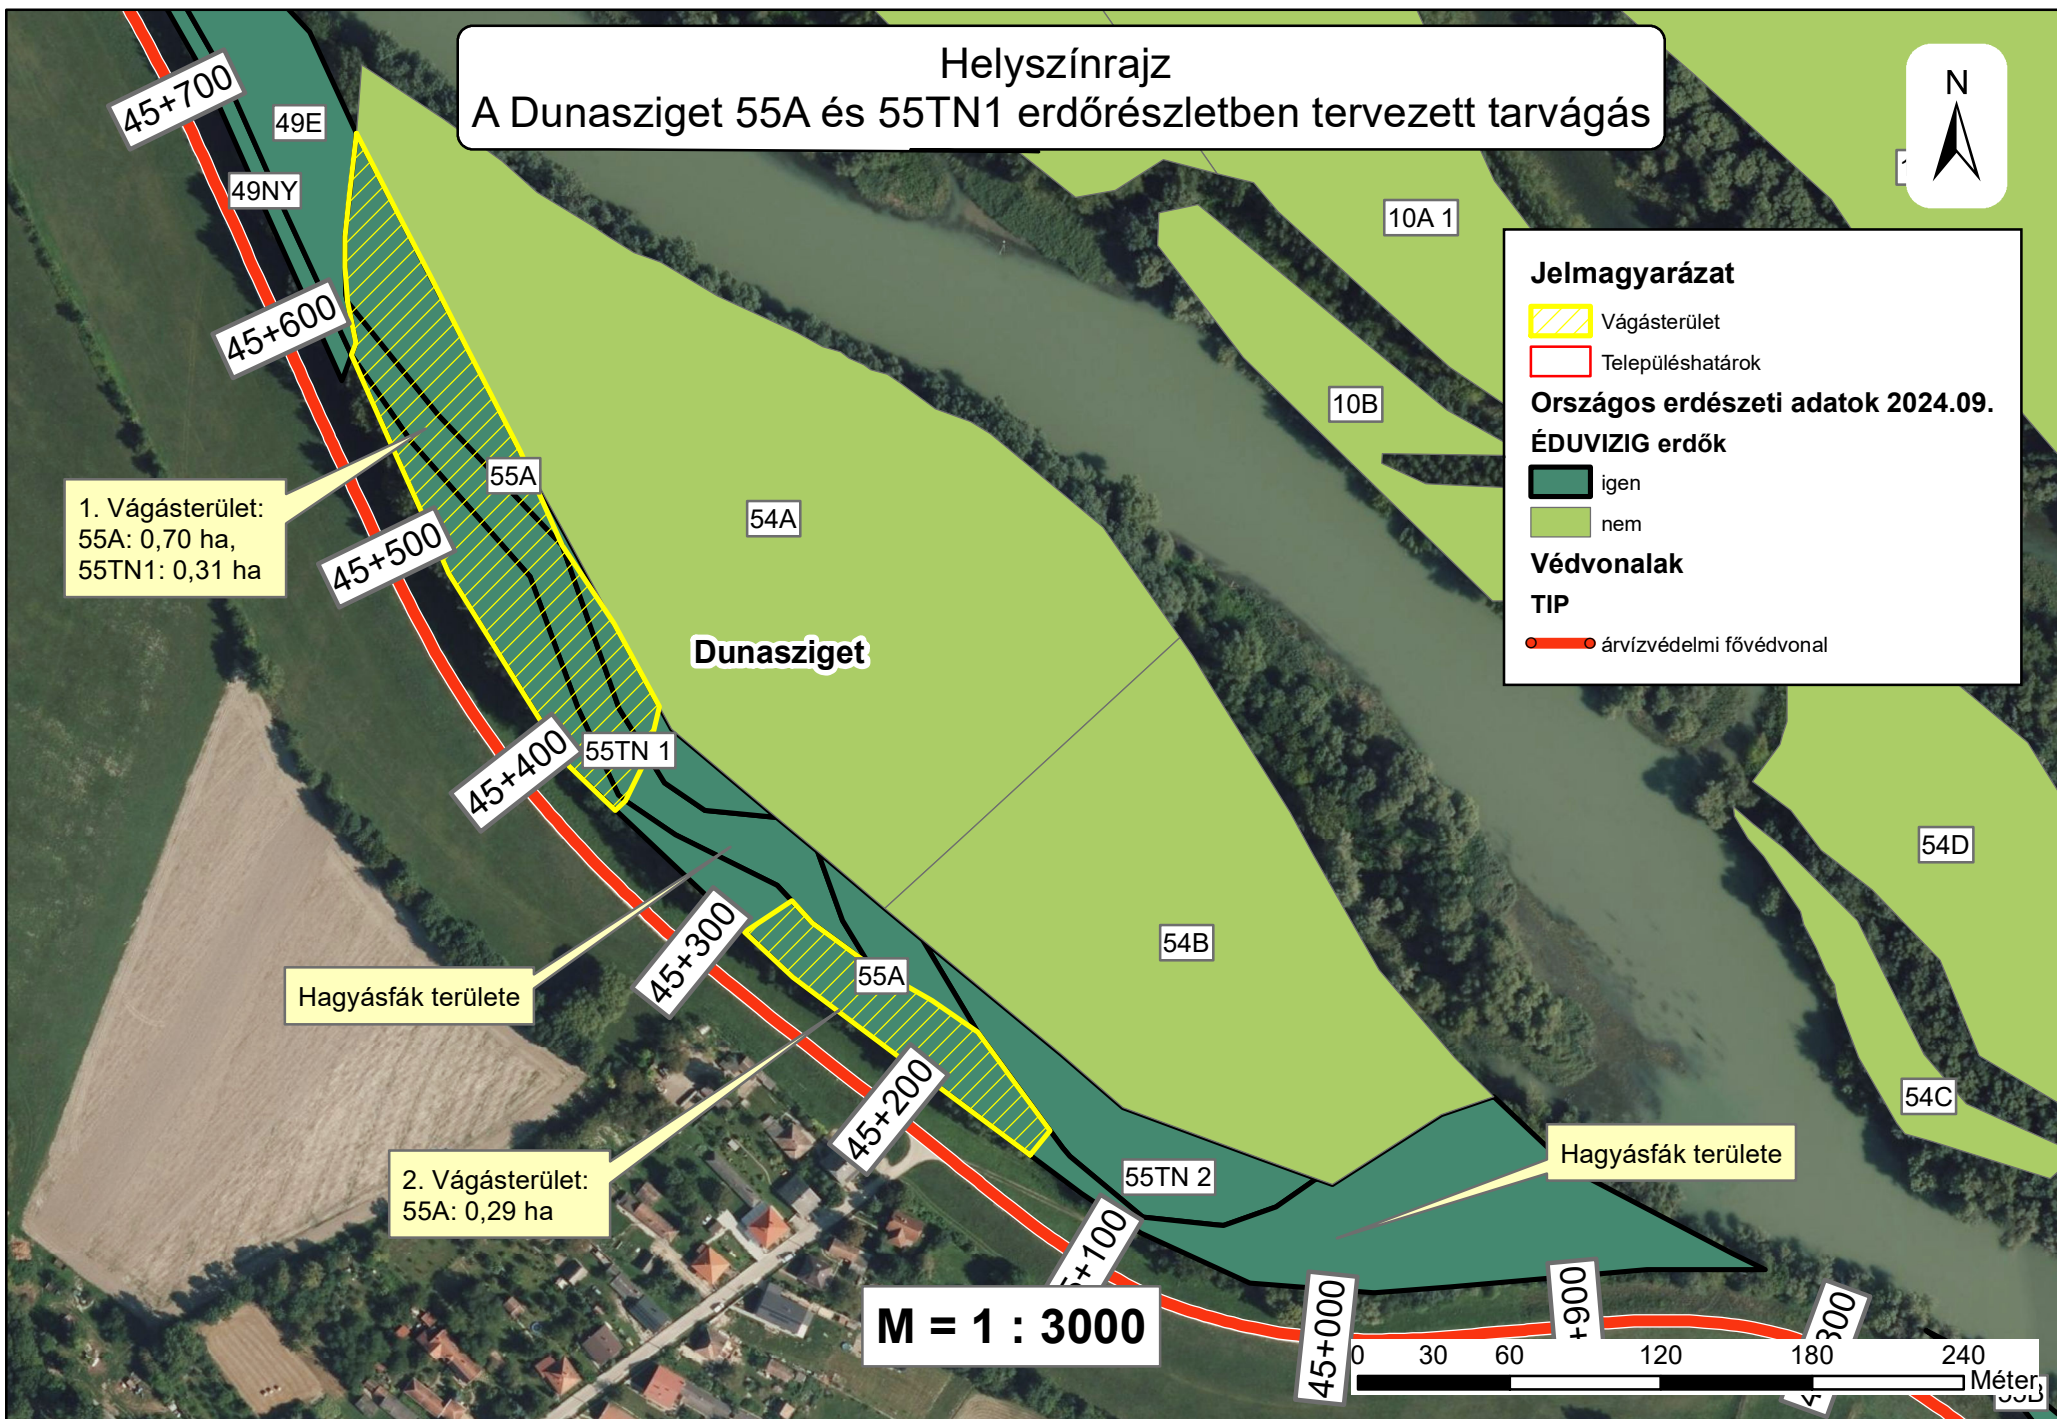 Helyszínrajz
A Dunasziget 55A és 55TN1 erdőrészletben tervezett tarvágás
N
45+700
49E
49NY
10A 1
45+600
10B
Jelmagyarázat
Vágásterület
Településhatárok
Országos erdészeti adatok 2024.09.
ÉDUVIZIG erdők
igen
nem
Védvonalak
TIP
árvízvédelmi fővédvonal
55A
54A
1. Vágásterület:
55A: 0,70 ha,
55TN1: 0,31 ha
45+500
Dunasziget
55TN 1
45+400
54D
45+300
54B
55A
Hagyásfák területe
45+200
54C
Hagyásfák területe
2. Vágásterület:
55A: 0,29 ha
55TN 2
+100
M = 1 : 3000
45+000
+900
300
0 30 60 120 180 240
Méter